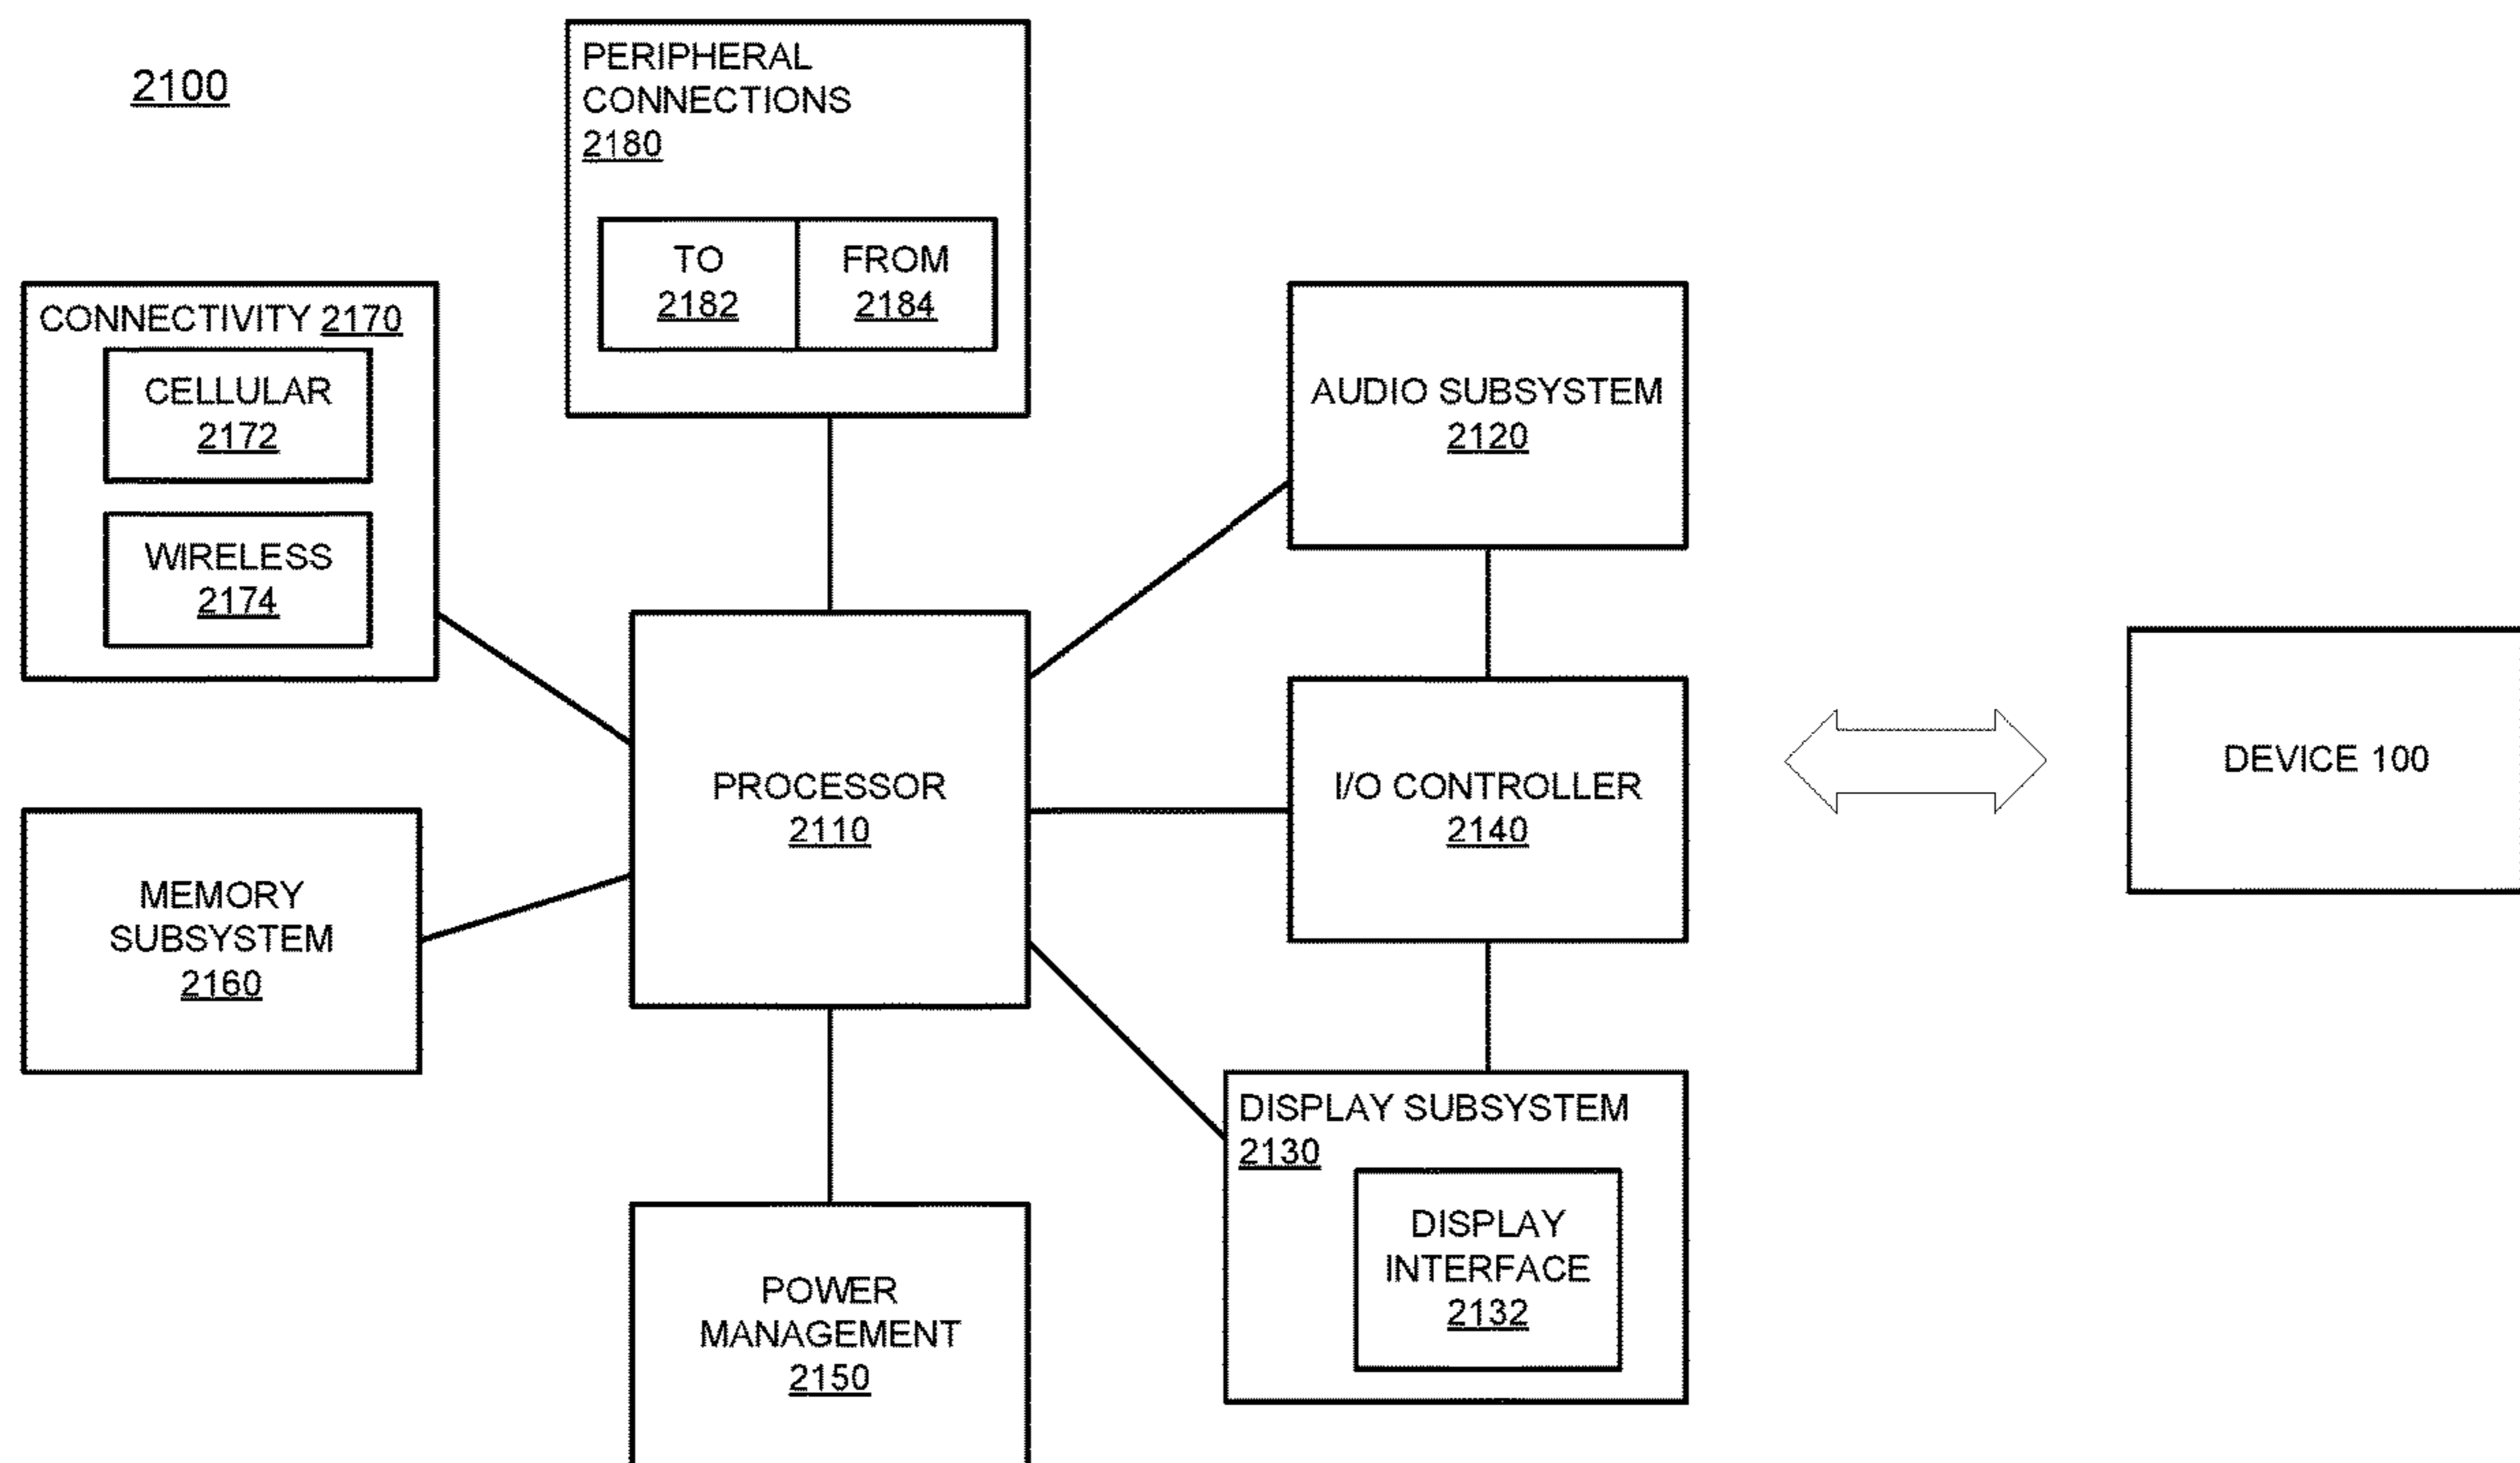 2100
PERIPHERAL
CONNECTIONS
2180
TO
2182
FROM
2184
CONNECTIVITY 2170
CELLULAR
2172
WIRELESS
2174
AUDIO SUBSYSTEM
2120
PROCESSOR
2110
I/O CONTROLLER
2140
DEVICE 100
MEMORY
SUBSYSTEM
2160
DISPLAY SUBSYSTEM
2130
DISPLAY
INTERFACE
2132
POWER
MANAGEMENT
2150